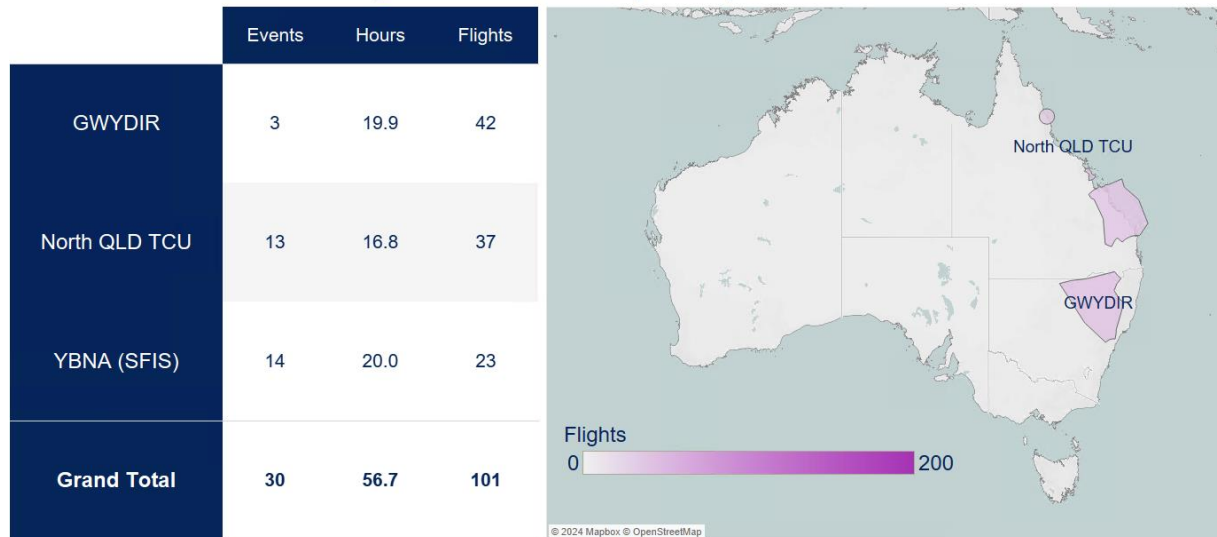 Events Hours Flights
GWYDIR 3 19.9 42
North QLD TCU 13 16.8 37
YBNA (SFIS) 14 20.0 23
Grand Total 30 56.7 101
North QLD TCU
GWYDIR
Flights
0 200
© 2024 Mapbox © OpenStreetMap